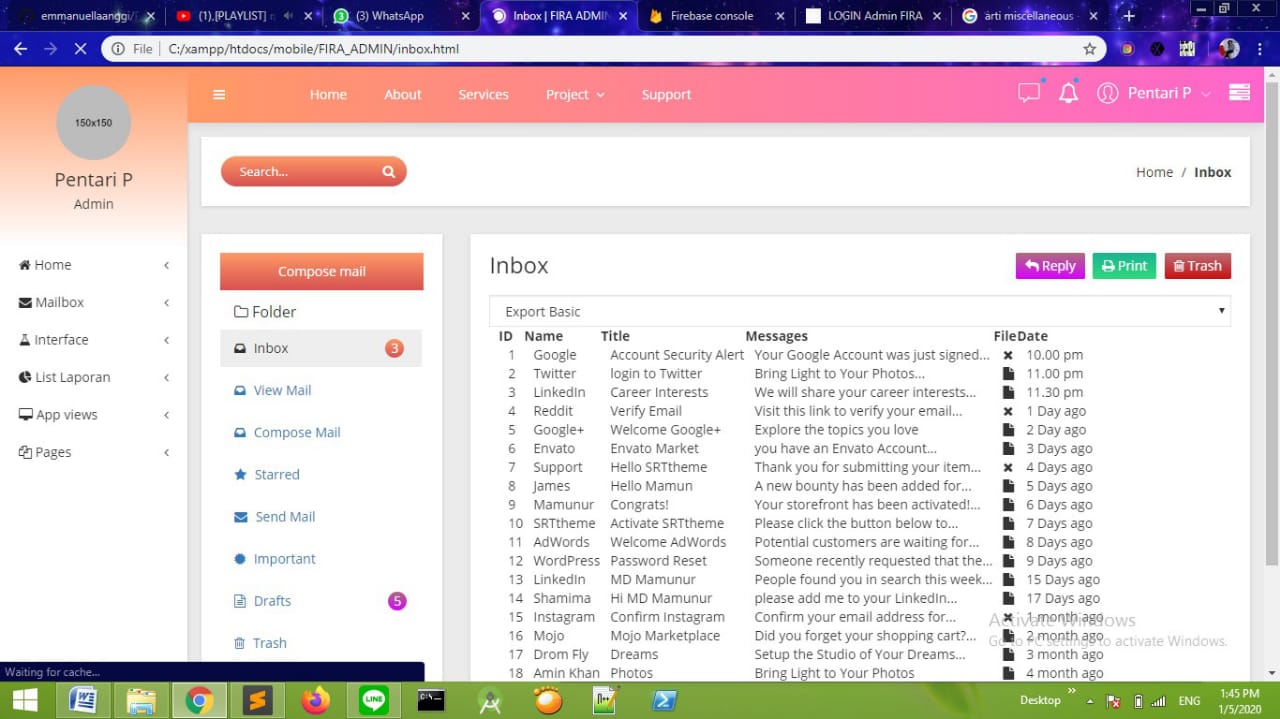 emmanuellaanggi/
(1).[PLAYLIST]
(3) WhatsApp
Inbox | FIRA ADMIN
Firebase console
LOGIN Admin FIRA
arti miscellaneous
File | C:/xampp/htdocs/mobile/FIRA_ADMIN/inbox.html
150x150
Pentari P
Admin
Home
Mailbox
Interface
List Laporan
App views
Pages
Home About Services Project Support
Pentari P
Search...
Home / Inbox
Compose mail
Folder
Inbox 3
View Mail
Compose Mail
Starred
Send Mail
Important
Drafts 5
Trash
Inbox
Reply Print Trash
Export Basic
ID Name Title Messages FileDate
1 Google Account Security Alert Your Google Account was just signed... 10.00 pm
2 Twitter login to Twitter Bring Light to Your Photos... 11.00 pm
3 LinkedIn Career Interests We will share your career interests... 11.30 pm
4 Reddit Verify Email Visit this link to verify your email... 1 Day ago
5 Google+ Welcome Google+ Explore the topics you love 2 Day ago
6 Envato Envato Market you have an Envato Account... 3 Days ago
7 Support Hello SRTtheme Thank you for submitting your item... 4 Days ago
8 James Hello Mamun A new bounty has been added for... 5 Days ago
9 Mamunur Congrats! Your storefront has been activated!... 6 Days ago
10 SRTtheme Activate SRTtheme Please click the button below to... 7 Days ago
11 AdWords Welcome AdWords Potential customers are waiting for... 8 Days ago
12 WordPress Password Reset Someone recently requested that the... 9 Days ago
13 LinkedIn MD Mamunur People found you in search this week... 15 Days ago
14 Shamima Hi MD Mamunur please add me to your LinkedIn... 17 Days ago
15 Instagram Confirm Instagram Confirm your email address for... 1 month ago
16 Mojo Mojo Marketplace Did you forget your shopping cart?... 2 month ago
17 Drom Fly Dreams Setup the Studio of Your Dreams... 3 month ago
18 Amin Khan Photos Bring Light to Your Photos 4 month ago
Activate Windows
Go to PC settings to activate Windows.
Waiting for cache...
Desktop
ENG
1:45 PM
1/5/2020